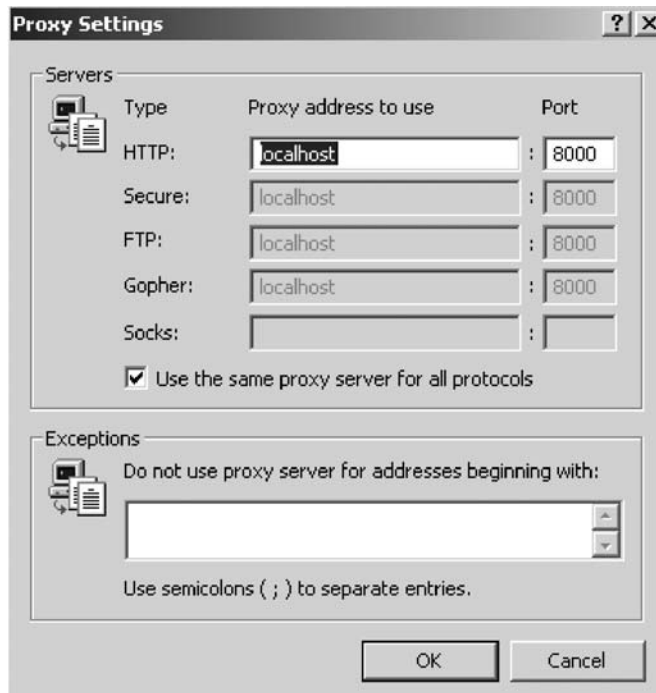 Proxy Settings
Servers
Type Proxy address to use Port
HTTP: localhost : 8000
Secure: localhost : 8000
FTP: localhost : 8000
Gopher: localhost : 8000
Socks: :
Use the same proxy server for all protocols
Exceptions
Do not use proxy server for addresses beginning with:
Use semicolons ( ; ) to separate entries.
OK Cancel